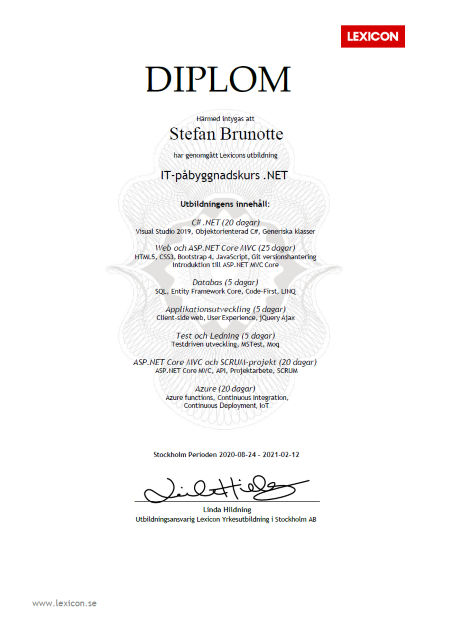 LEXICON
DIPLOM
Härmed intygas att
Stefan Brunotte
har genomgått Lexicons utbildning
IT-påbyggnadskurs .NET
Utbildningens innehåll:
C# .NET (20 dagar)
Visual Studio 2019, Objektorienterad C#, Generiska klasser
Web och ASP.NET Core MVC (25 dagar)
HTML5, CSS3, Bootstrap 4, JavaScript, Git versionshantering
Introduktion till ASP.NET MVC Core
Databas (5 dagar)
SQL, Entity Framework Core, Code-First, LINQ
Applikationsutveckling (5 dagar)
Client-side web, User Experience, jQuery Ajax
Test och Ledning (5 dagar)
Testdriven utveckling, MSTest, Moq
ASP.NET Core MVC och SCRUM-projekt (20 dagar)
ASP.NET Core MVC, API, Projektarbete, SCRUM
Azure (20 dagar)
Azure functions, Continuous Integration,
Continuous Deployment, IoT
Stockholm Perioden 2020-08-24 - 2021-02-12
Linda Hildning
Utbildningsansvarig Lexicon Yrkesutbildning i Stockholm AB
www.lexicon.se